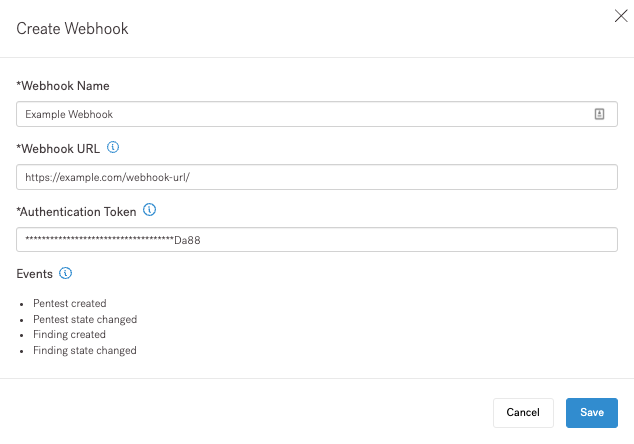 Create Webhook
*Webhook Name
Example Webhook
*Webhook URL
https://example.com/webhook-url/
*Authentication Token
************************************Da88
Events
• Pentest created
• Pentest state changed
• Finding created
• Finding state changed
Cancel
Save